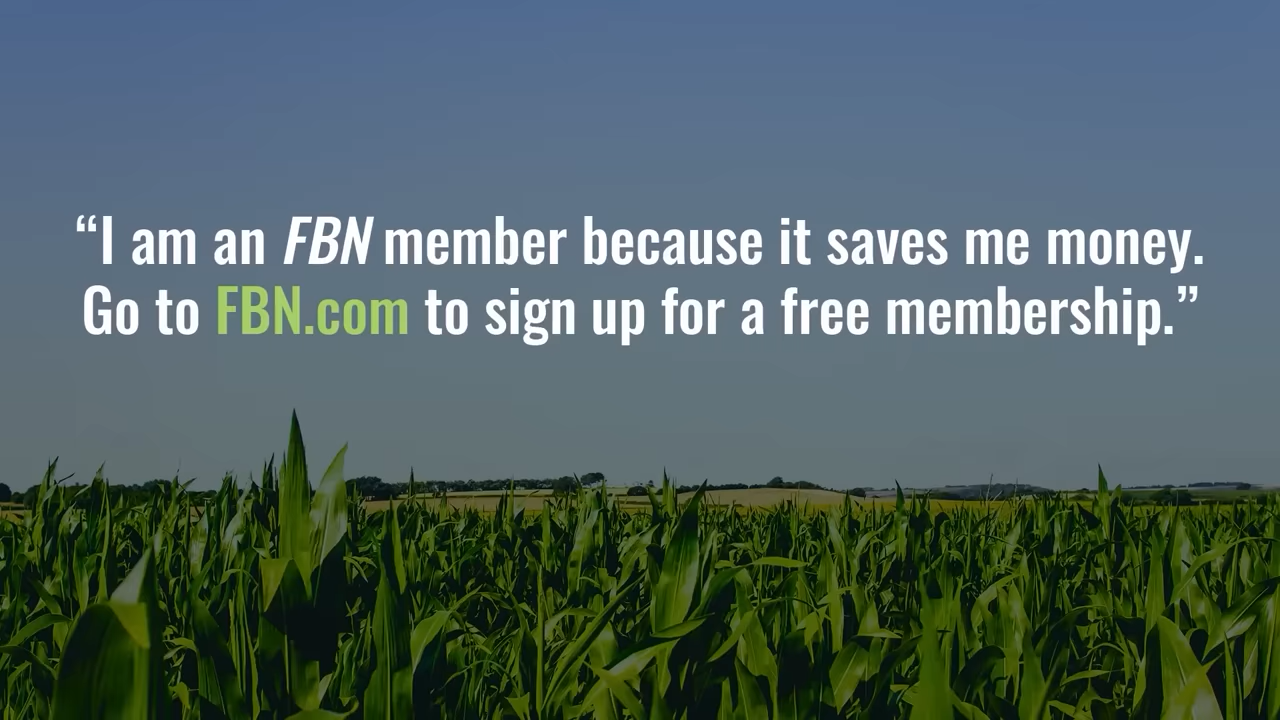 “I am an FBN member because it saves me money.
Go to FBN.com to sign up for a free membership.”